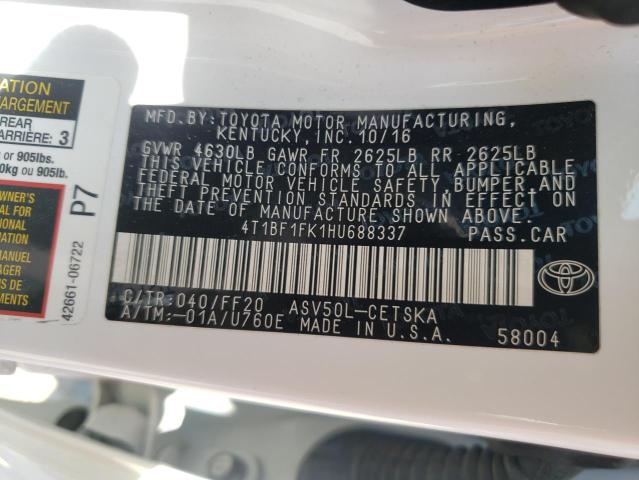 MFD.BY:TOYOTA MOTOR MANUFACTURING,
KENTUCKY, INC. 10/16
GVWR 4630LB GAWR FR 2625LB RR 2625LB
THIS VEHICLE CONFORMS TO ALL APPLICABLE
FEDERAL MOTOR VEHICLE SAFETY, BUMPER, AND
THEFT PREVENTION STANDARDS IN EFFECT ON
THE DATE OF MANUFACTURE SHOWN ABOVE.
4T1BF1FK1HU688337 PASS.CAR
C/TR:040/FF20 ASV50L-CETSKA
A/TM:-01A/U760E MADE IN U.S.A.
58004
CHARGEMENT
REAR
ARRIÈRE: 3
or 905lbs.
0kg ou 905lb.
P7
42661-06722